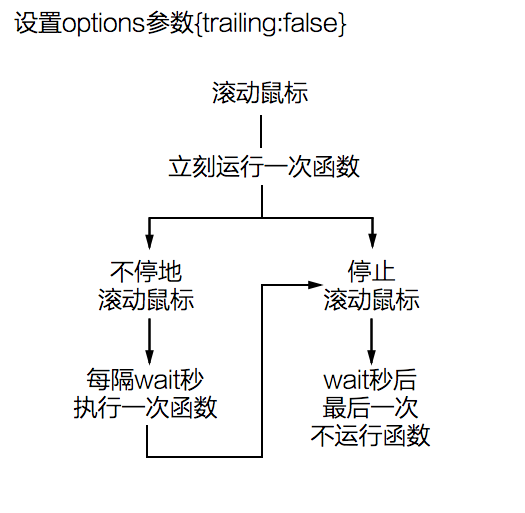 设置options参数{trailing:false}
滚动鼠标
立刻运行一次函数
不停地
滚动鼠标
停止
滚动鼠标
每隔wait秒
执行一次函数
wait秒后
最后一次
不运行函数